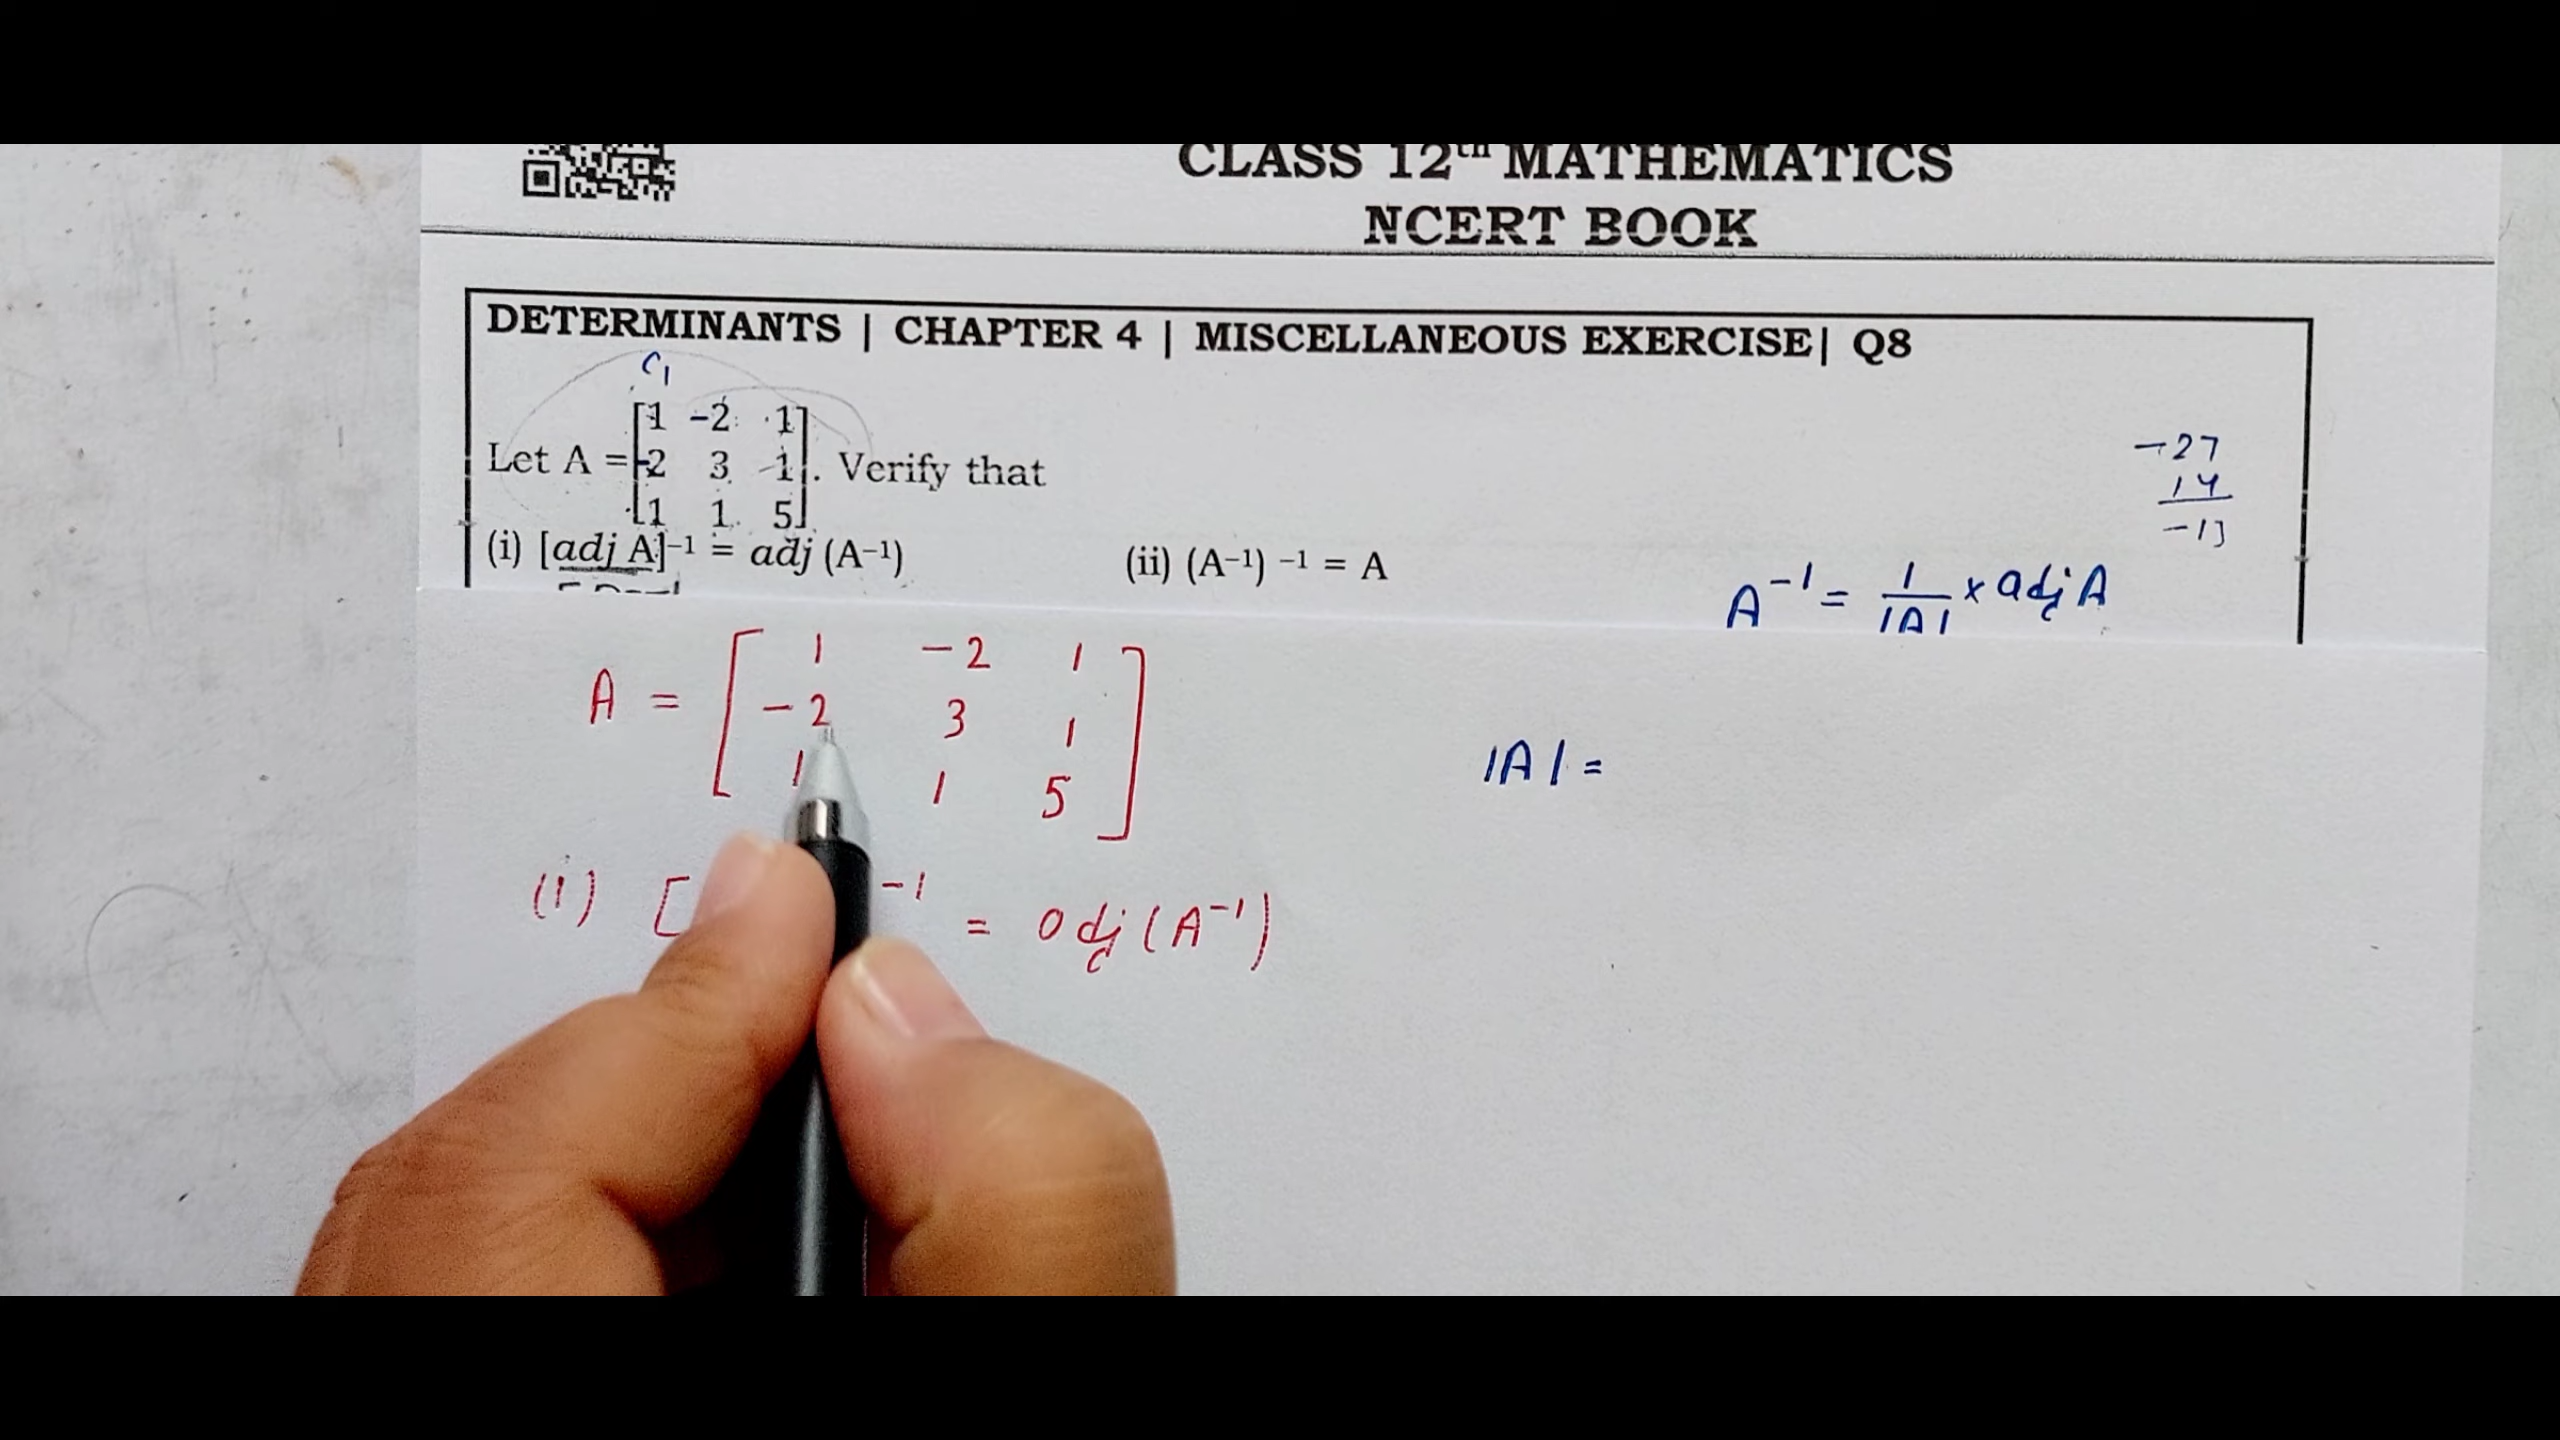 CLASS 12th MATHEMATICS
NCERT BOOK
DETERMINANTS | CHAPTER 4 | MISCELLANEOUS EXERCISE| Q8
C1
1 -2 1
Let A = -2 3 1 . Verify that
1 1 5
(i) [adj A]-1 = adj (A-1) (ii) (A-1) -1 = A
-27
14
-13
A-1 = 1/|A| × adj A
1 -2 1
A = -2 3 1
1 1 5
|A| =
(i) [ -1 = adj (A-1)